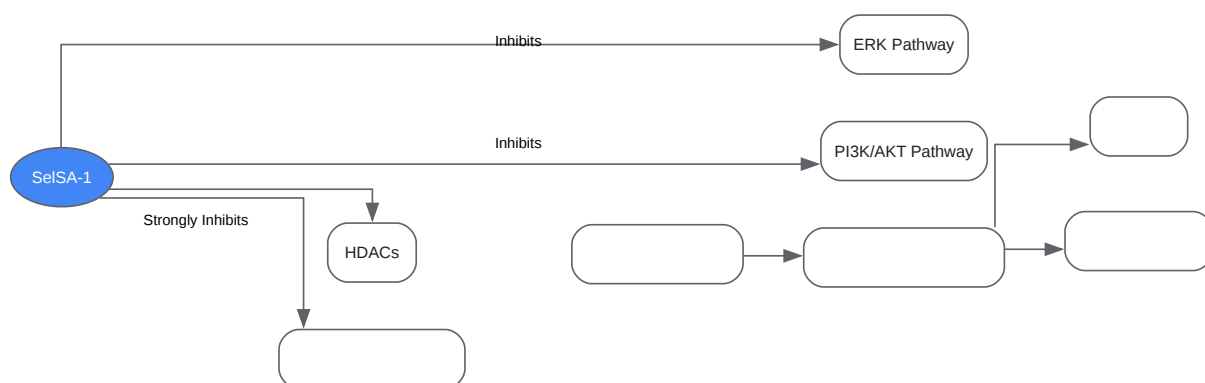 Inhibits
ERK Pathway
Inhibits
PI3K/AKT Pathway
SelSA-1
Strongly Inhibits
HDACs